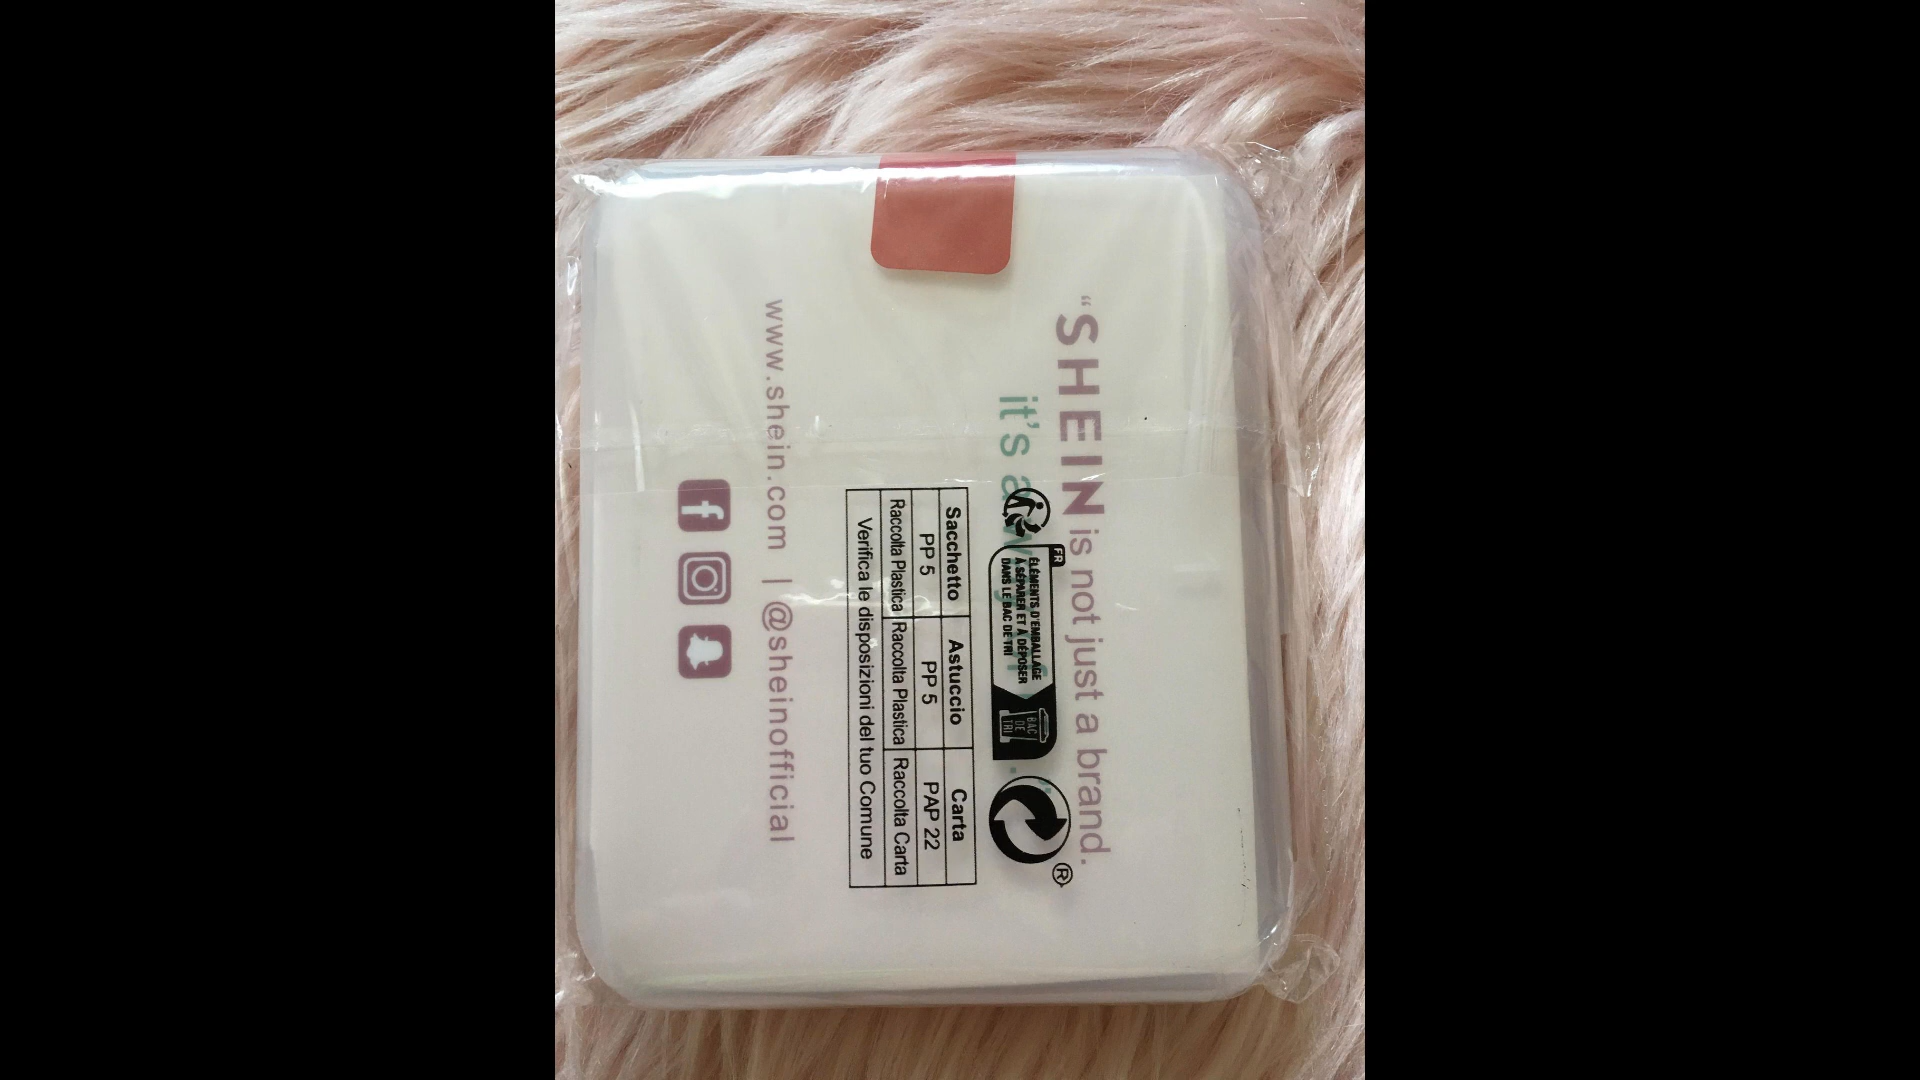 “SHEIN is not just a brand.
it's a
FR
ÉLÉMENTS D'EMBALLAGE
À SÉPARER ET À DÉPOSER
DANS LE BAC DE TRI
BAC
DE
TRI
®
Sacchetto Astuccio Carta
PP 5 PP 5 PAP 22
Raccolta Plastica Raccolta Plastica Raccolta Carta
Verifica le disposizioni del tuo Comune
www.shein.com | @sheinofficial